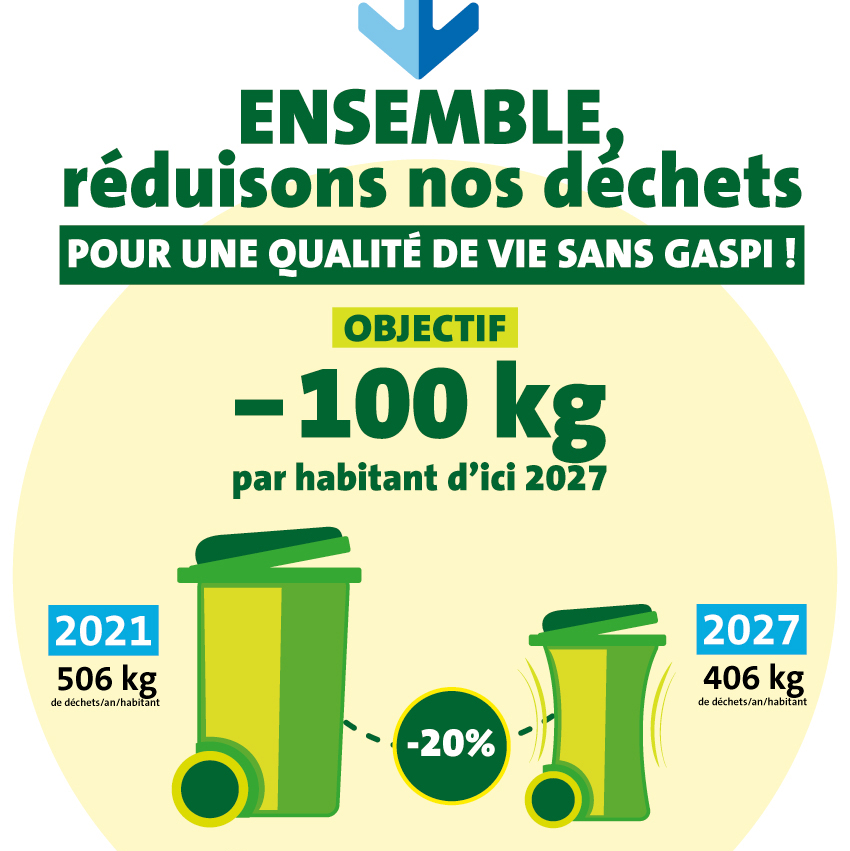 ENSEMBLE,
réduisons nos déchets
POUR UNE QUALITÉ DE VIE SANS GASPI !
OBJECTIF
– 100 kg
par habitant d'ici 2027
2021
506 kg
de déchets/an/habitant
-20%
2027
406 kg
de déchets/an/habitant